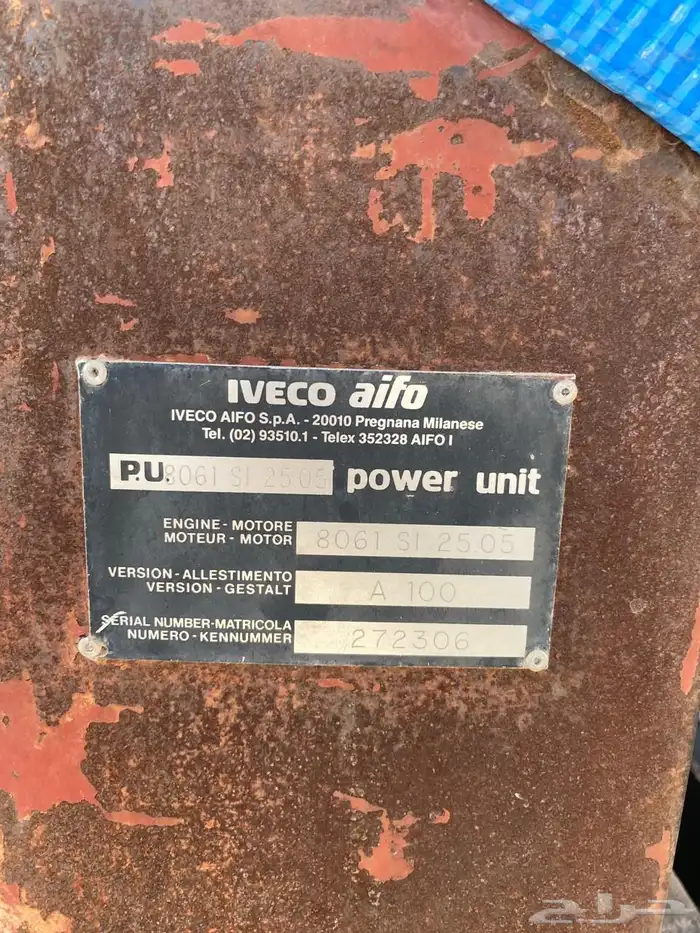 IVECO aifo
IVECO AIFO S.p.A. - 20010 Pregnana Milanese
Tel. (02) 93510.1 - Telex 352328 AIFO I
P.U. 8061 SI 25.05 power unit
ENGINE - MOTORE
MOTEUR - MOTOR 8061 SI 25.05
VERSION - ALLESTIMENTO
VERSION - GESTALT A 100
SERIAL NUMBER-MATRICOLA
NUMERO - KENNUMMER 272306
حراج